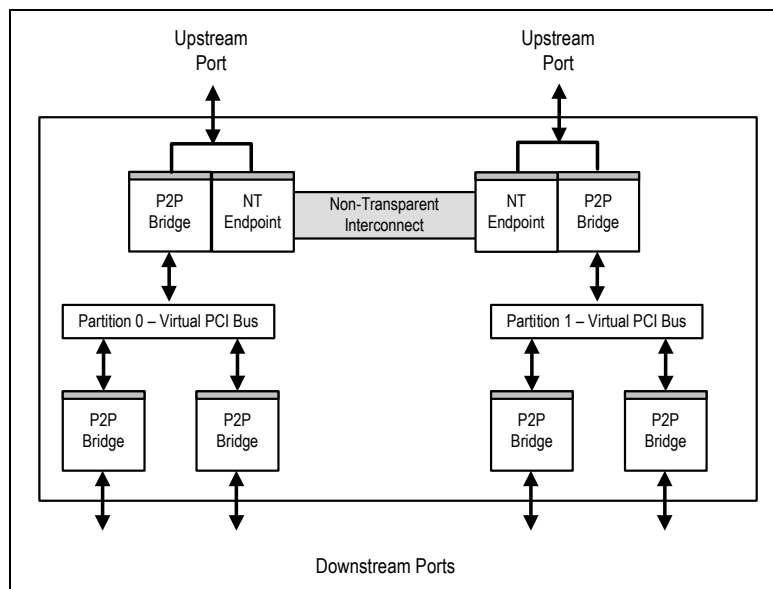 Upstream
Port
Upstream
Port
P2P
Bridge
NT
Endpoint
Non-Transparent
Interconnect
NT
Endpoint
P2P
Bridge
Partition 0 – Virtual PCI Bus
Partition 1 – Virtual PCI Bus
P2P
Bridge
P2P
Bridge
P2P
Bridge
P2P
Bridge
Downstream Ports